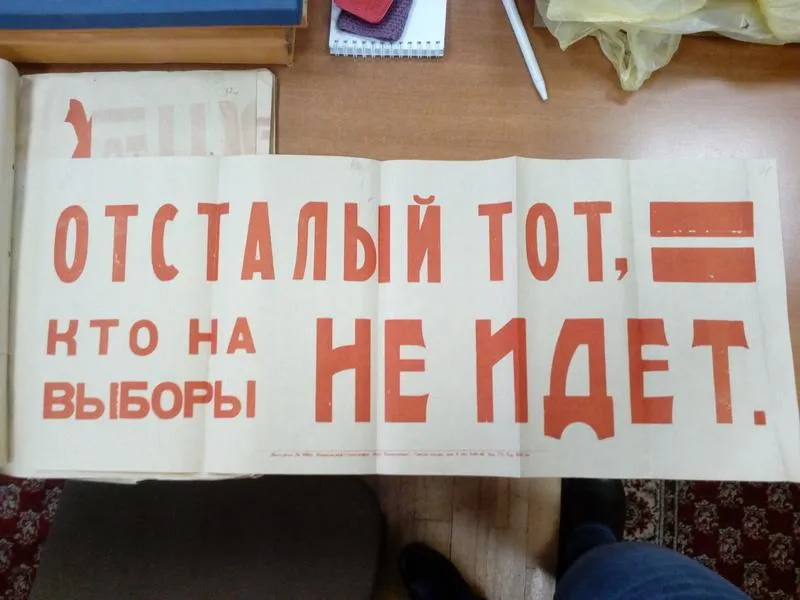 ОТСТАЛЫЙ ТОТ,
КТО НА
ВЫБОРЫ
НЕ ИДЕТ.